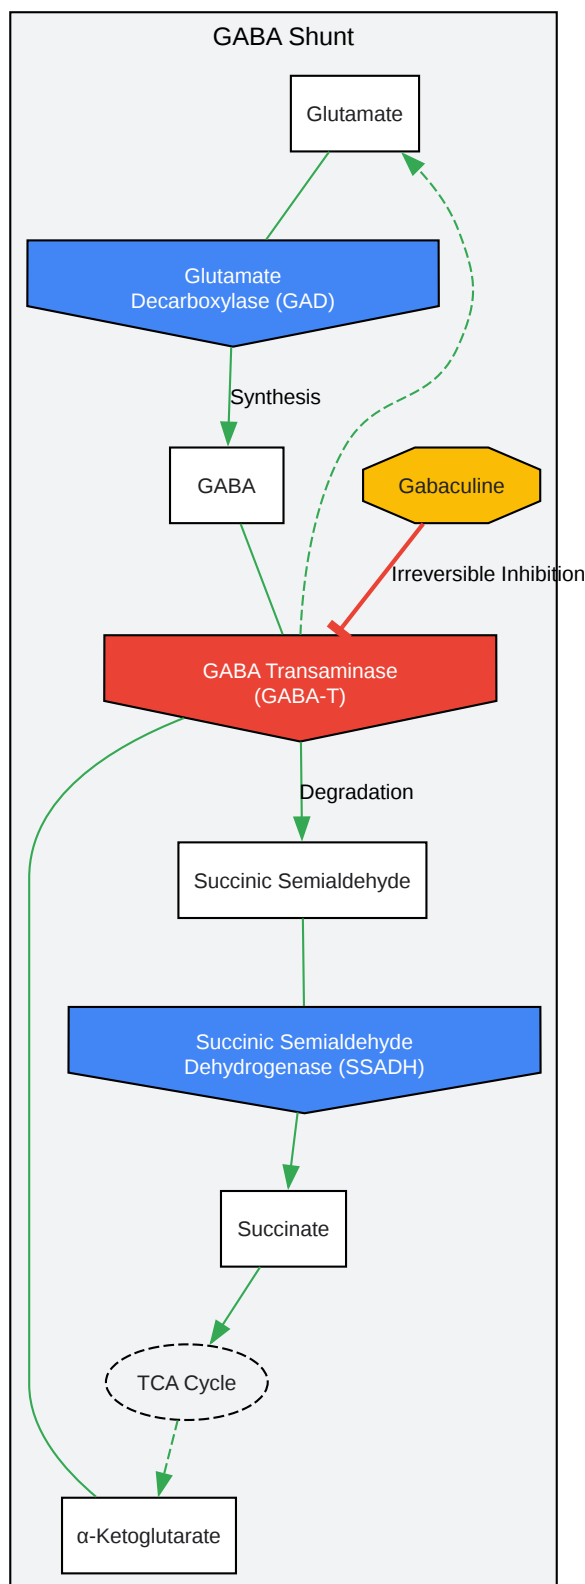 GABA Shunt
Glutamate
Glutamate
Decarboxylase (GAD)
Synthesis
GABA
Gabaculine
Irreversible Inhibition
GABA Transaminase
(GABA-T)
Degradation
Succinic Semialdehyde
Succinic Semialdehyde
Dehydrogenase (SSADH)
Succinate
TCA Cycle
α-Ketoglutarate